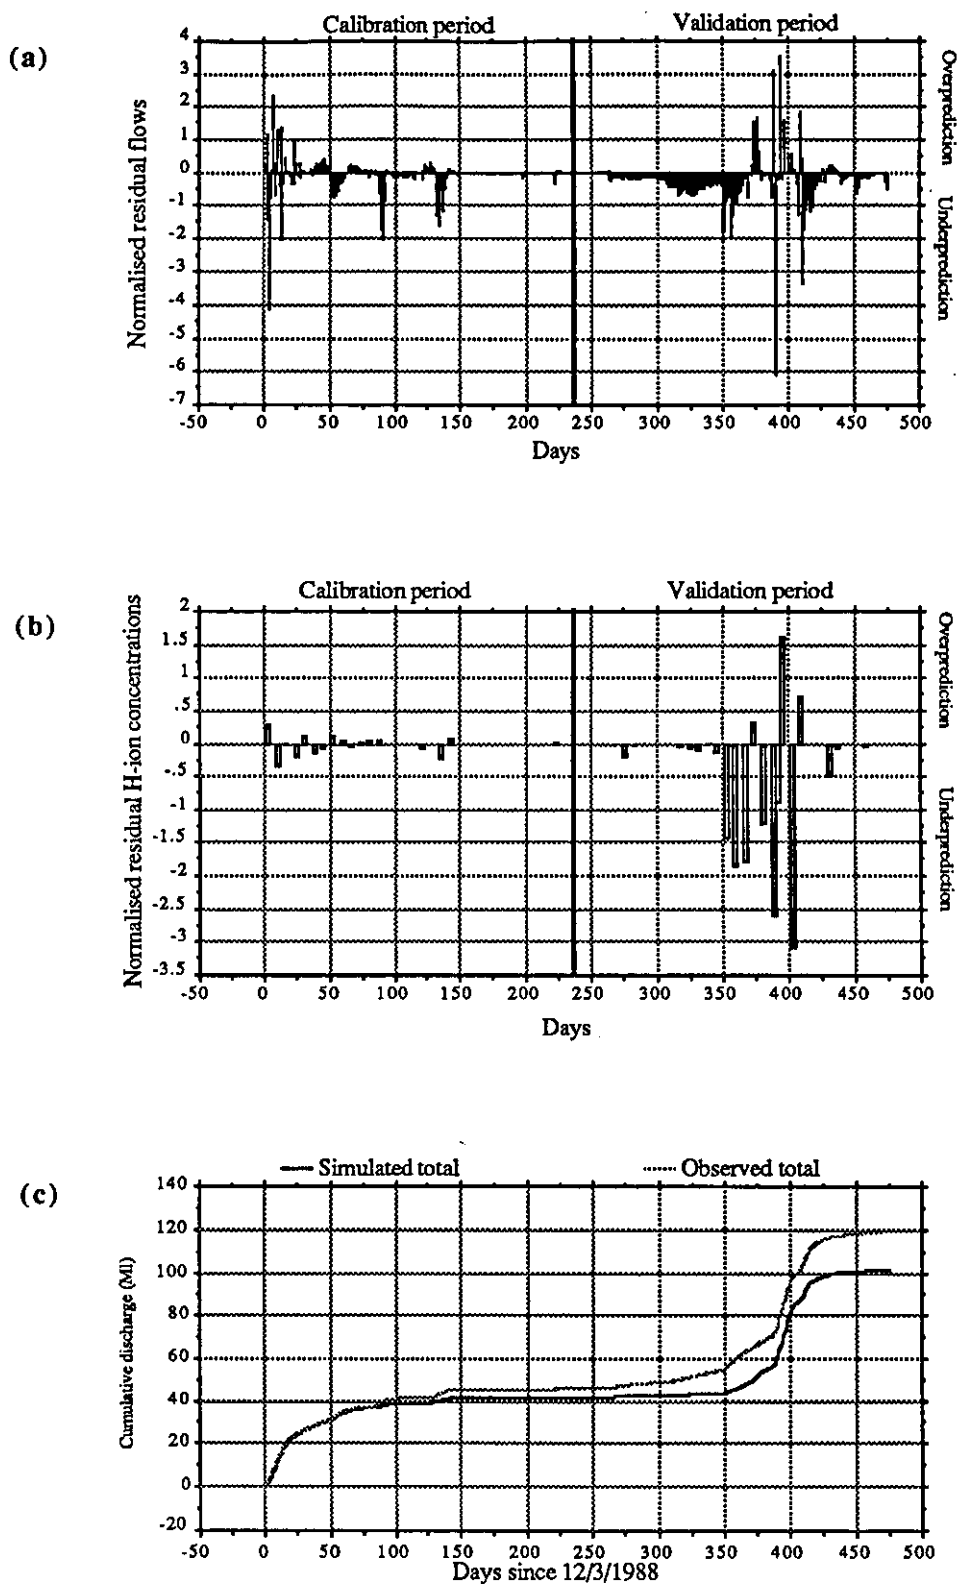 (a)
Calibration period
Validation period
4
3
2
1
0
-1
-2
-3
-4
-5
-6
-7
Normalised residual flows
Overprediction
Underprediction
-50 0 50 100 150 200 250 300 350 400 450 500
Days
(b)
Calibration period
Validation period
2
1.5
1
.5
0
-.5
-1
-1.5
-2
-2.5
-3
-3.5
Normalised residual H-ion concentrations
Overprediction
Underprediction
-50 0 50 100 150 200 250 300 350 400 450 500
Days
(c)
Simulated total
Observed total
140
120
100
80
60
40
20
0
-20
Cumulative discharge (Ml)
-50 0 50 100 150 200 250 300 350 400 450 500
Days since 12/3/1988